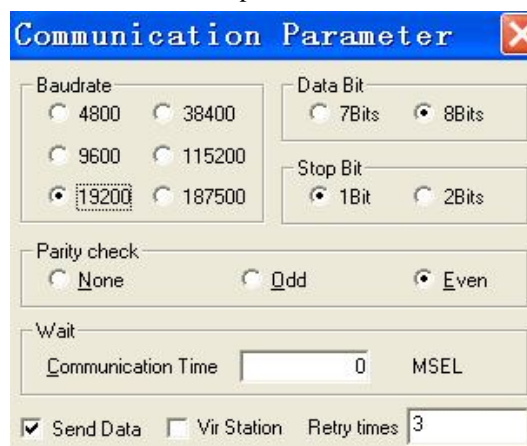 Communication Parameter
Baudrate
4800 38400
9600 115200
19200 187500
Data Bit
7Bits 8Bits
Stop Bit
1Bit 2Bits
Parity check
None Odd Even
Wait
Communication Time 0 MSEL
Send Data Vir Station Retry times 3